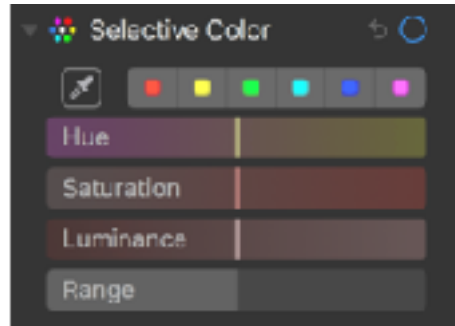 Selective Color
Hue
Saturation
Luminance
Range